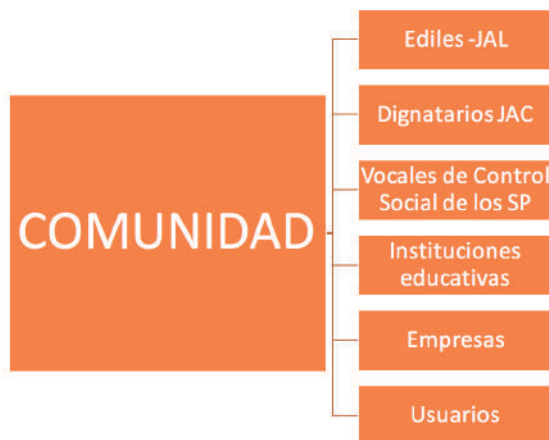 COMUNIDAD
Ediles -JAL
Dignatarios JAC
Vocales de Control
Social de los SP
Instituciones
educativas
Empresas
Usuarios